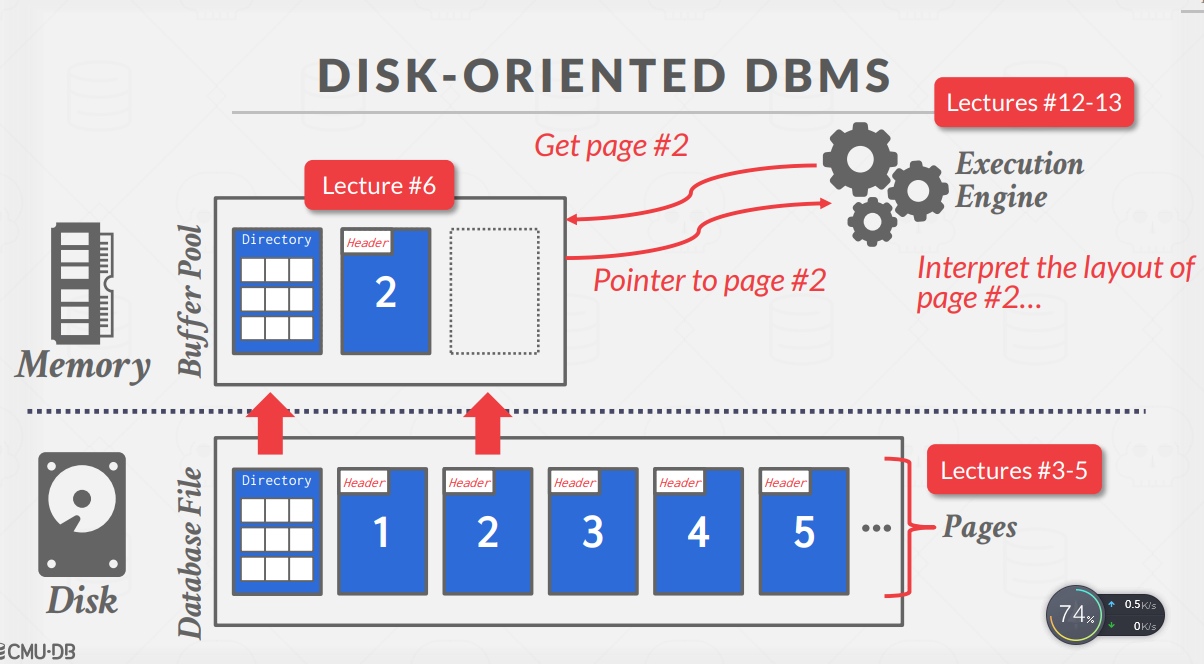 DISK-ORIENTED DBMS
Lectures #12-13
Get page #2
Execution
Engine
Lecture #6
Directory
Header
2
Buffer Pool
Pointer to page #2
Interpret the layout of
page #2...
Memory
Database File
Directory
Header
1
Header
2
Header
3
Header
4
Header
5
...
Lectures #3-5
Pages
Disk
74%
0.5K/s
0K/s
CMU·DB